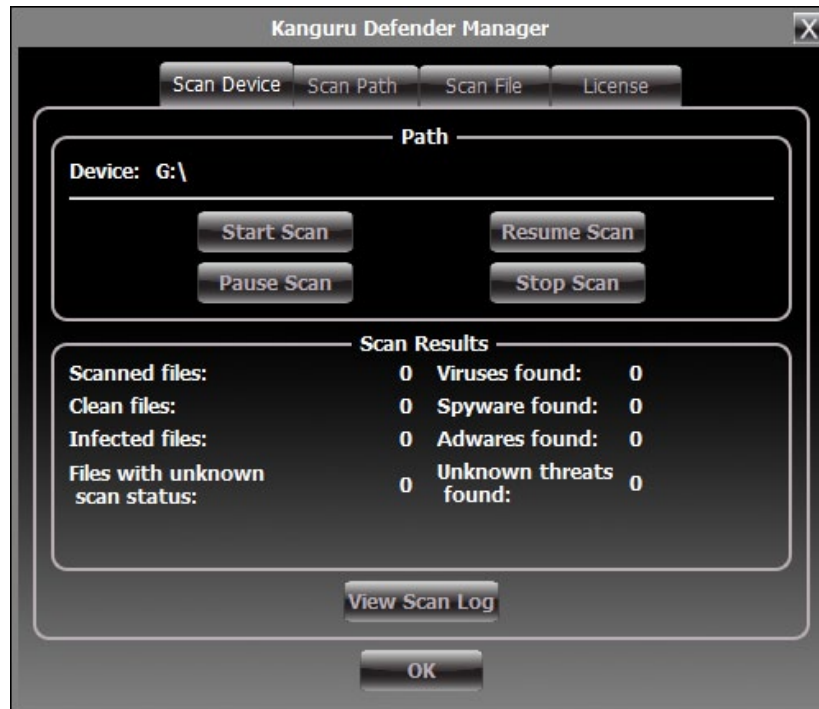 Kanguru Defender Manager
X
Scan Device Scan Path Scan File License
Path
Device: G:\
Start Scan Resume Scan
Pause Scan Stop Scan
Scan Results
Scanned files: 0 Viruses found: 0
Clean files: 0 Spyware found: 0
Infected files: 0 Adwares found: 0
Files with unknown
scan status: 0
Unknown threats
found: 0
View Scan Log
OK